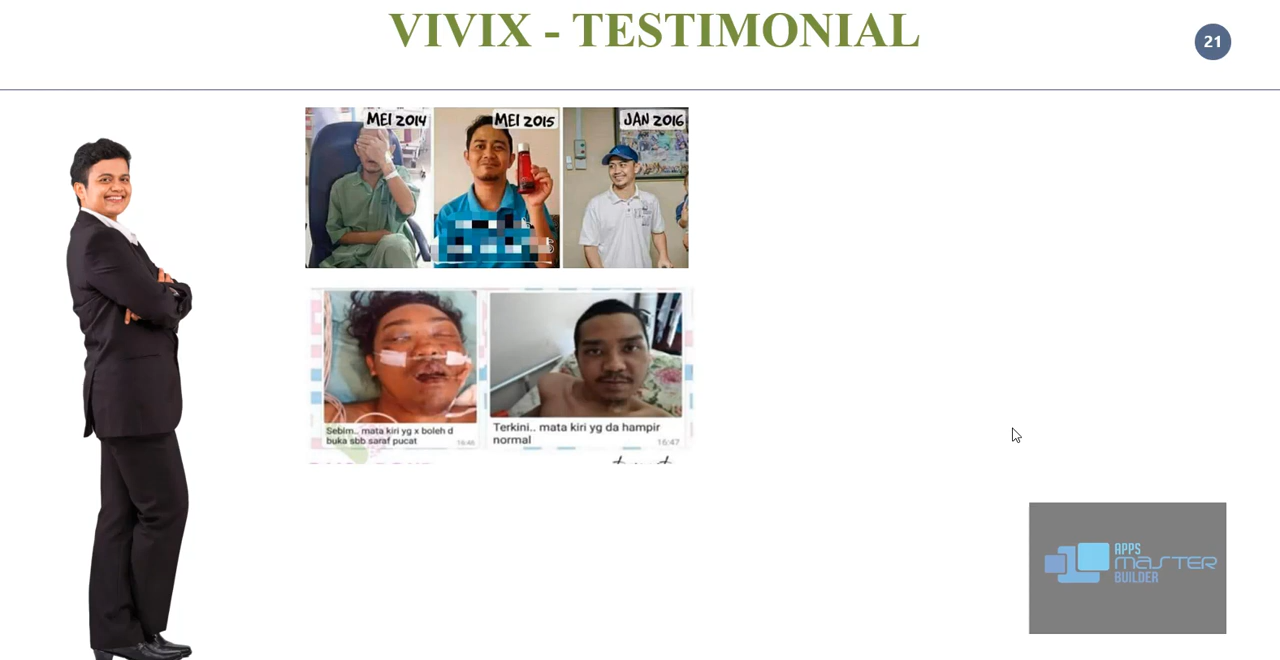 VIVIX - TESTIMONIAL
21
MEI 2014
MEI 2015
JAN 2016
Seblm.. mata kiri yg x boleh d
buka sbb saraf pucat
16:46
Terkini.. mata kiri yg da hampir
normal
16:47
APPS
MASTER
BUILDER